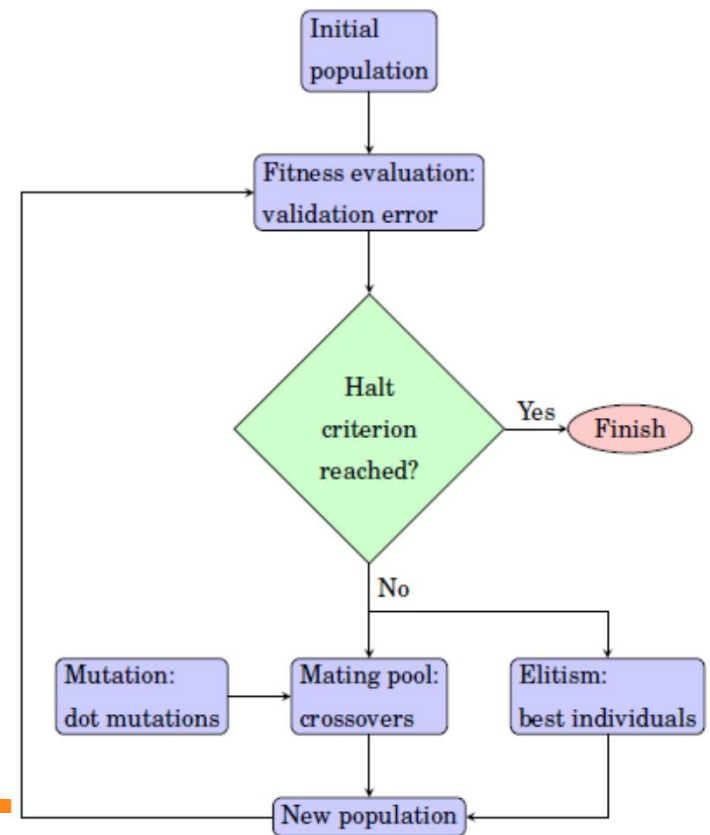 Initial
population
Fitness evaluation:
validation error
Halt
criterion
reached?
Yes
Finish
No
Mutation:
dot mutations
Mating pool:
crossovers
Elitism:
best individuals
New population